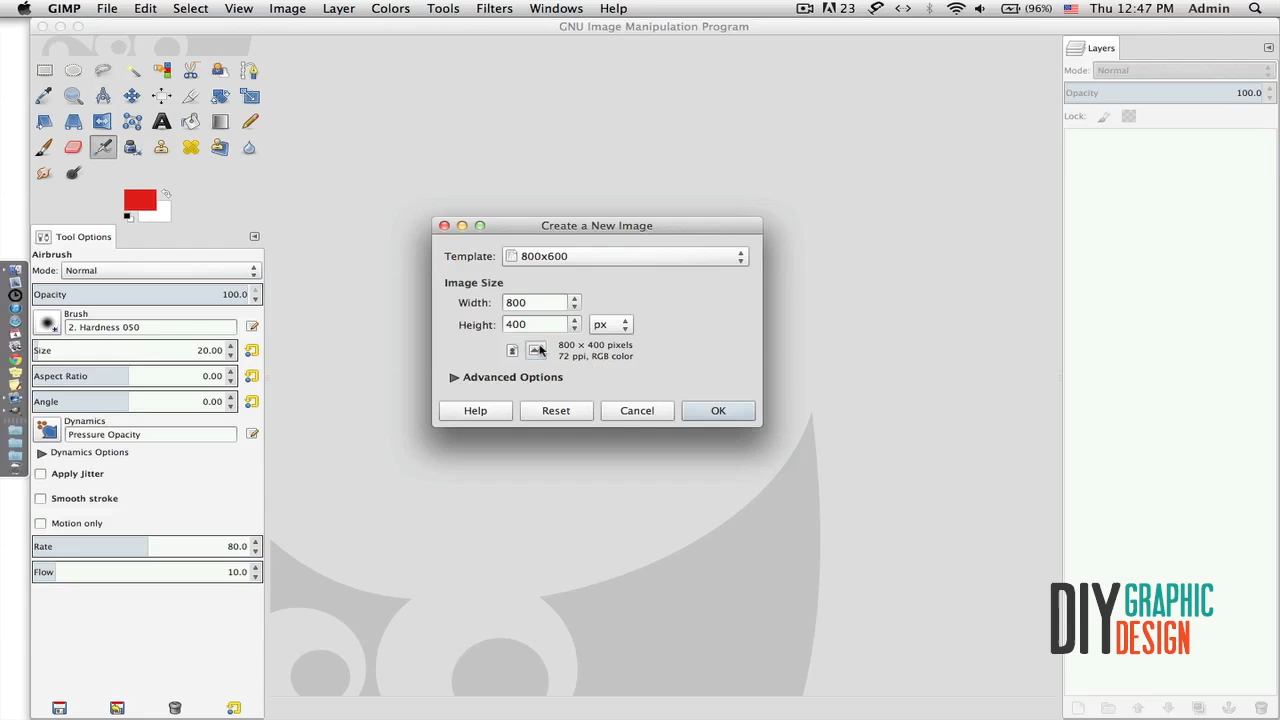 GIMP File Edit Select View Image Layer Colors Tools Filters Windows Help 23 (96%) Thu 12:47 PM Admin
GNU Image Manipulation Program
Layers
Mode: Normal
Opacity 100.0
Lock:
Tool Options
Airbrush
Mode: Normal
Opacity 100.0
Brush
2. Hardness 050
Size 20.00
Aspect Ratio 0.00
Angle 0.00
Dynamics
Pressure Opacity
Dynamics Options
Apply Jitter
Smooth stroke
Motion only
Rate 80.0
Flow 10.0
Create a New Image
Template: 800x600
Image Size
Width: 800
Height: 400 px
800 × 400 pixels
72 ppi, RGB color
Advanced Options
Help Reset Cancel OK
DIY GRAPHIC
DESIGN